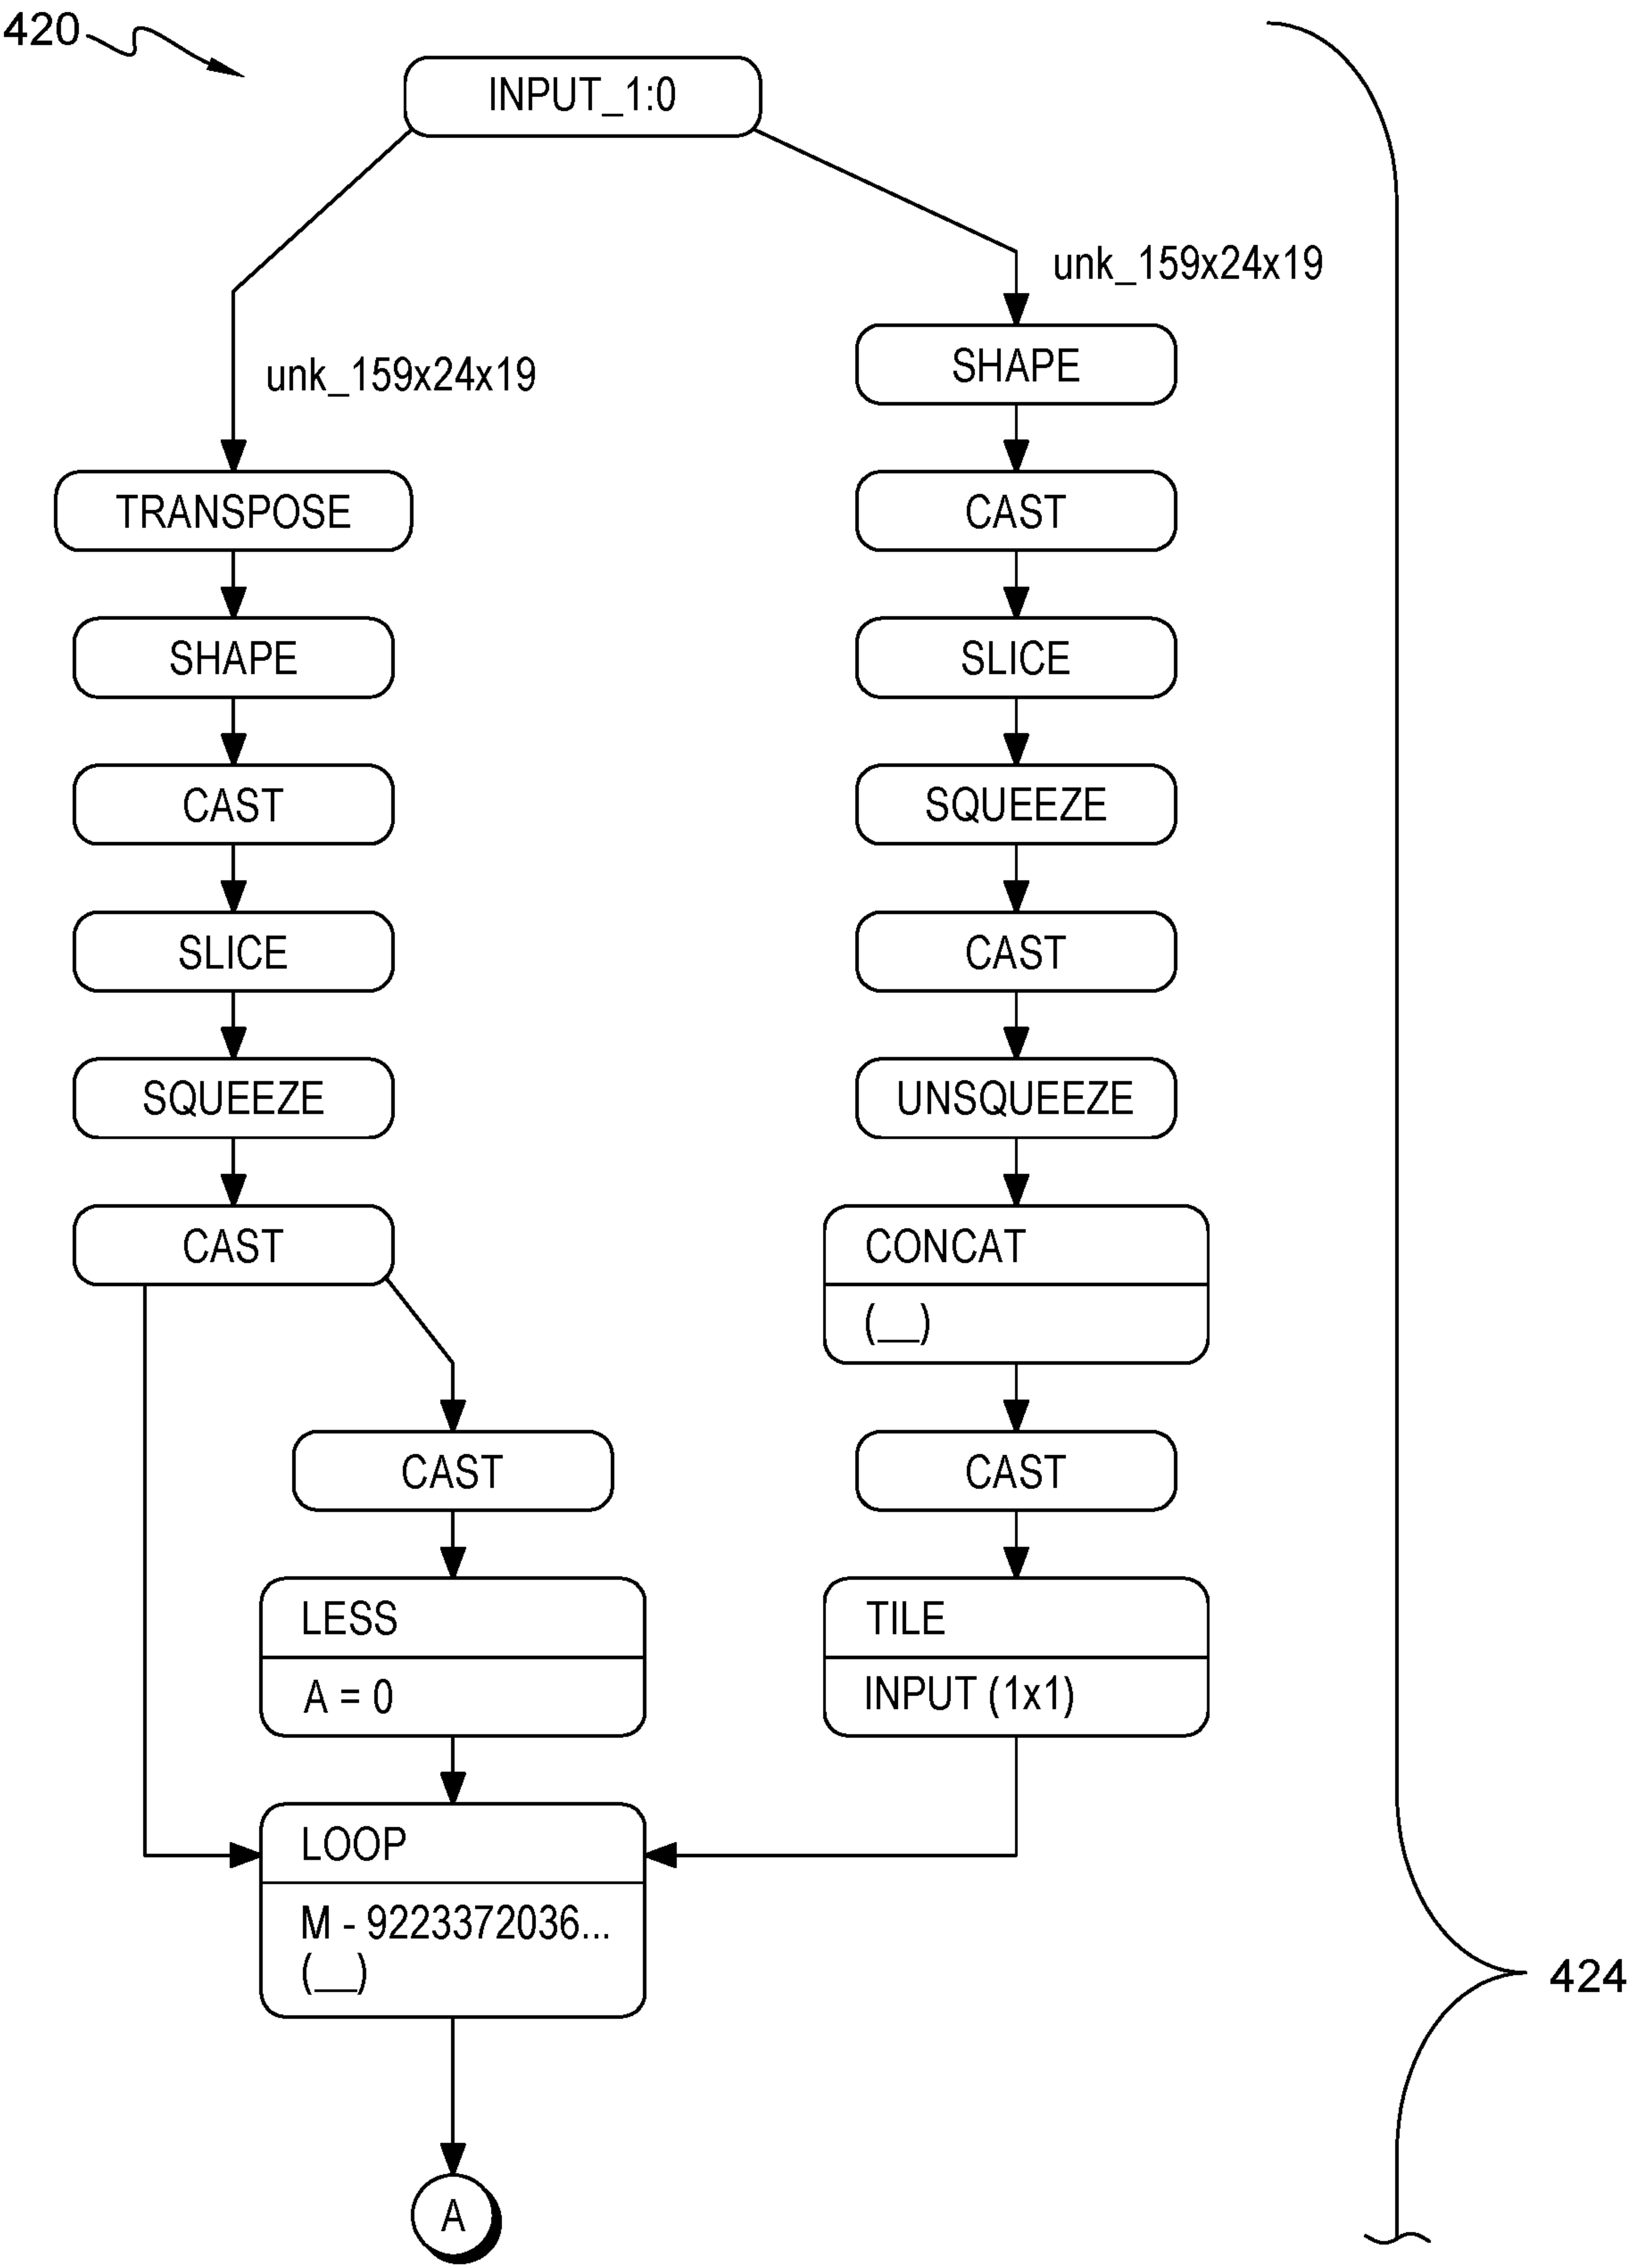 420
INPUT_1:0
unk_159x24x19
unk_159x24x19
TRANSPOSE
SHAPE
CAST
SLICE
SQUEEZE
CAST
CAST
LESS
A = 0
SHAPE
CAST
SLICE
SQUEEZE
CAST
UNSQUEEZE
CONCAT
(__)
CAST
TILE
INPUT (1x1)
LOOP
M - 9223372036...
(__)
A
424